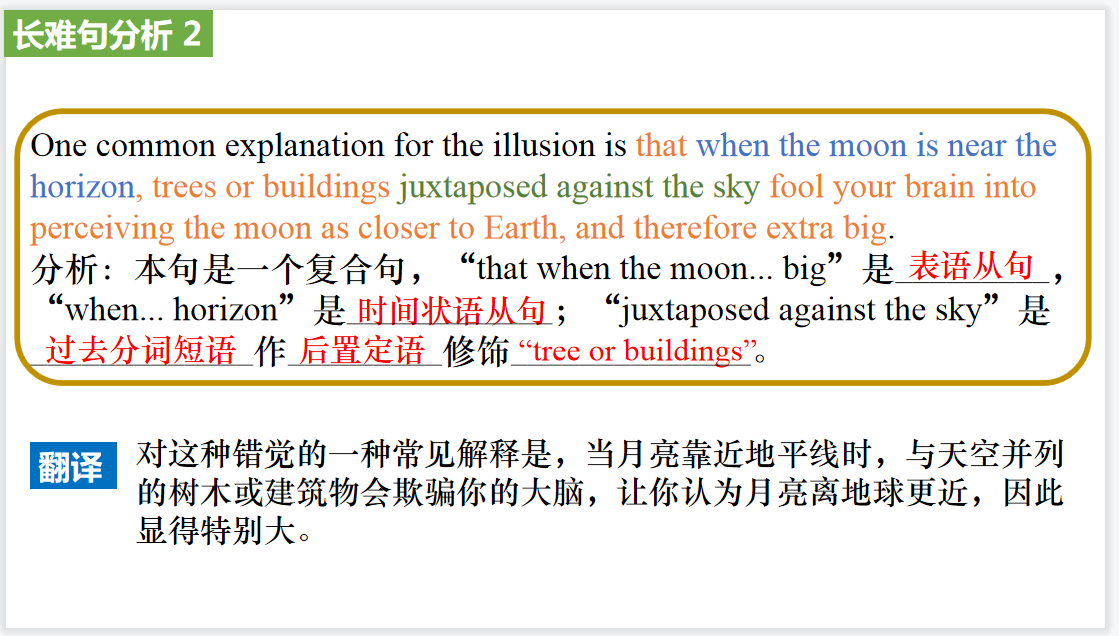 长难句分析 2
One common explanation for the illusion is that when the moon is near the
horizon, trees or buildings juxtaposed against the sky fool your brain into
perceiving the moon as closer to Earth, and therefore extra big.
分析：本句是一个复合句，“that when the moon... big”是 表语从句 ，
“when... horizon”是 时间状语从句 ；“juxtaposed against the sky”是
过去分词短语 作 后置定语 修饰 “tree or buildings”。
翻译
对这种错觉的一种常见解释是，当月亮靠近地平线时，与天空并列
的树木或建筑物会欺骗你的大脑，让你认为月亮离地球更近，因此
显得特别大。